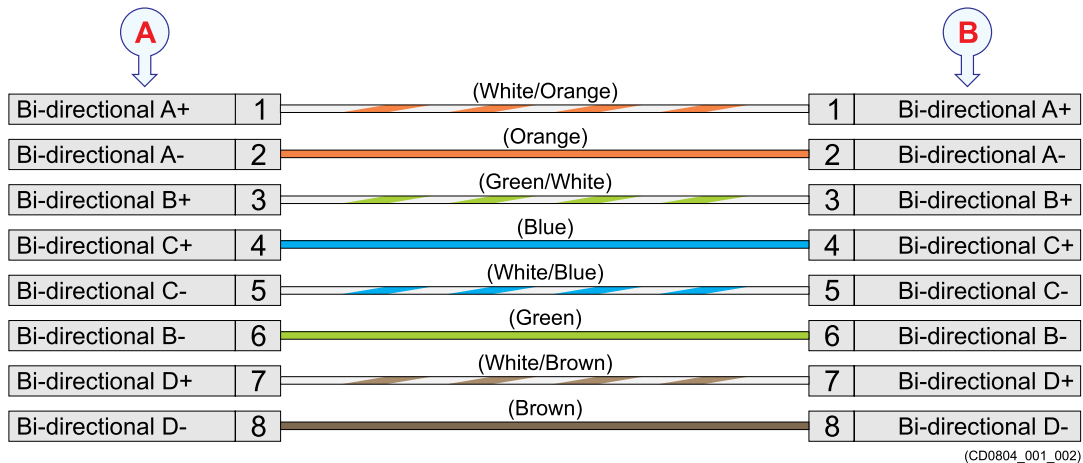 A B
(White/Orange)
Bi-directional A+ 1 1 Bi-directional A+
(Orange)
Bi-directional A- 2 2 Bi-directional A-
(Green/White)
Bi-directional B+ 3 3 Bi-directional B+
(Blue)
Bi-directional C+ 4 4 Bi-directional C+
(White/Blue)
Bi-directional C- 5 5 Bi-directional C-
(Green)
Bi-directional B- 6 6 Bi-directional B-
(White/Brown)
Bi-directional D+ 7 7 Bi-directional D+
(Brown)
Bi-directional D- 8 8 Bi-directional D-
(CD0804_001_002)